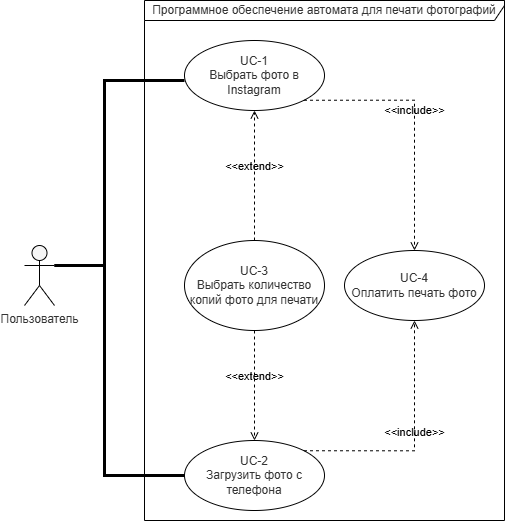 Программное обеспечение автомата для печати фотографий
UC-1
Выбрать фото в
Instagram
<<include>>
<<extend>>
UC-3
Выбрать количество
копий фото для печати
UC-4
Оплатить печать фото
Пользователь
<<extend>>
<<include>>
UC-2
Загрузить фото с
телефона